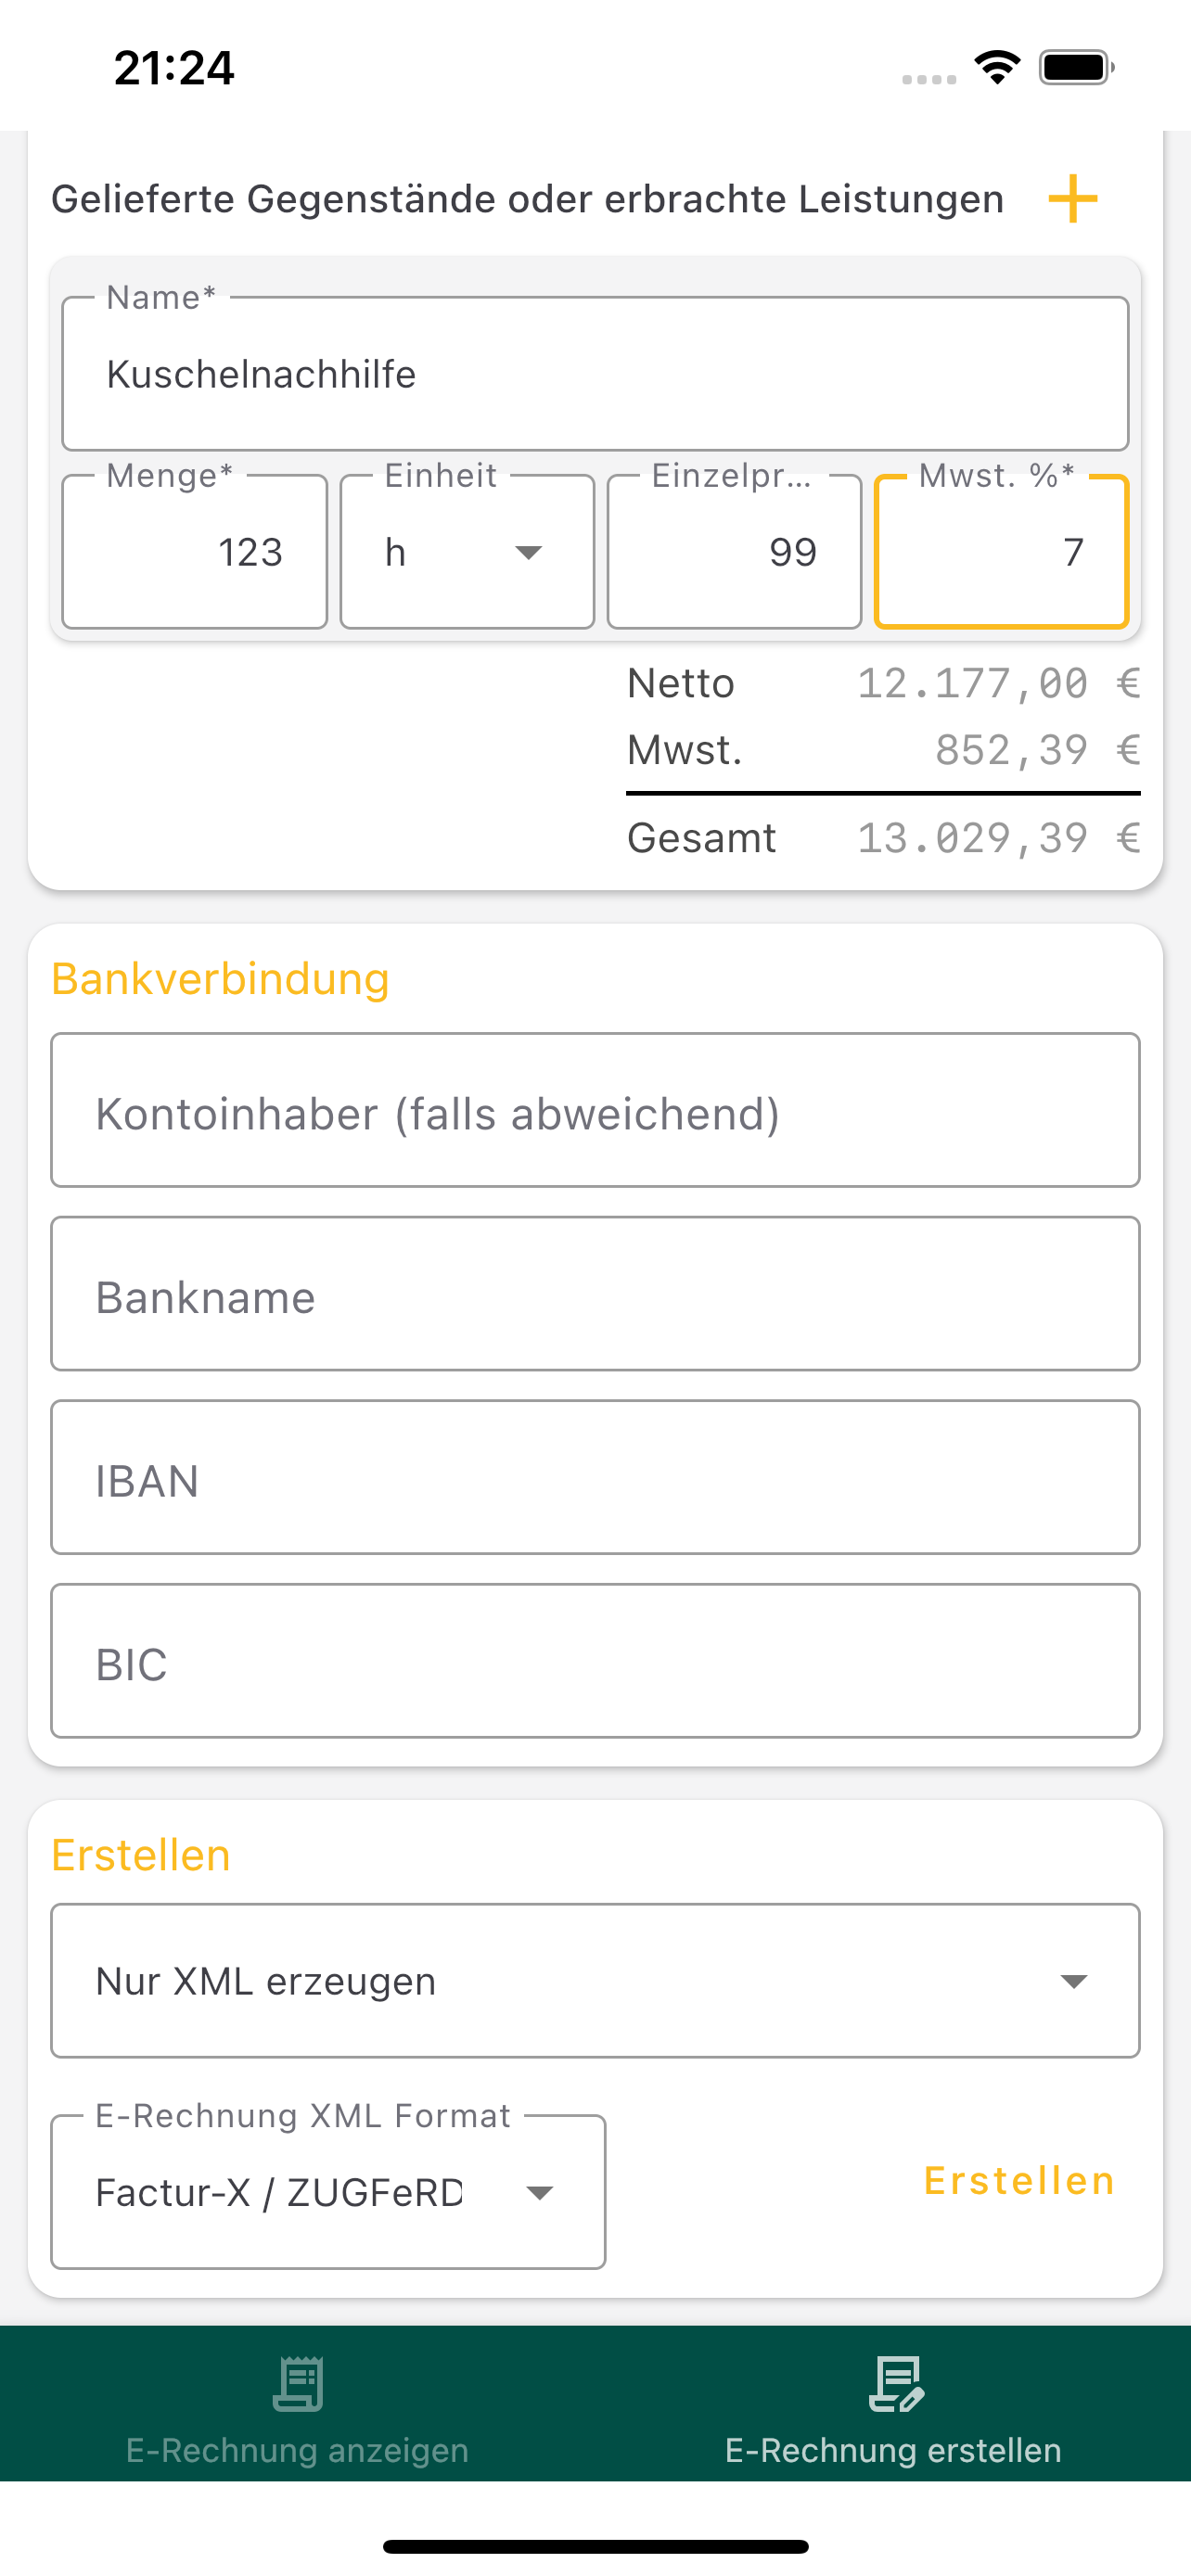 21:24
Gelieferte Gegenstände oder erbrachte Leistungen +
Name*
Kuschelnachhilfe
Menge* Einheit Einzelpr... Mwst. %*
123 h 99 7
Netto 12.177,00 €
Mwst. 852,39 €
Gesamt 13.029,39 €
Bankverbindung
Kontoinhaber (falls abweichend)
Bankname
IBAN
BIC
Erstellen
Nur XML erzeugen
E-Rechnung XML Format
Factur-X / ZUGFeRD
Erstellen
E-Rechnung anzeigen E-Rechnung erstellen